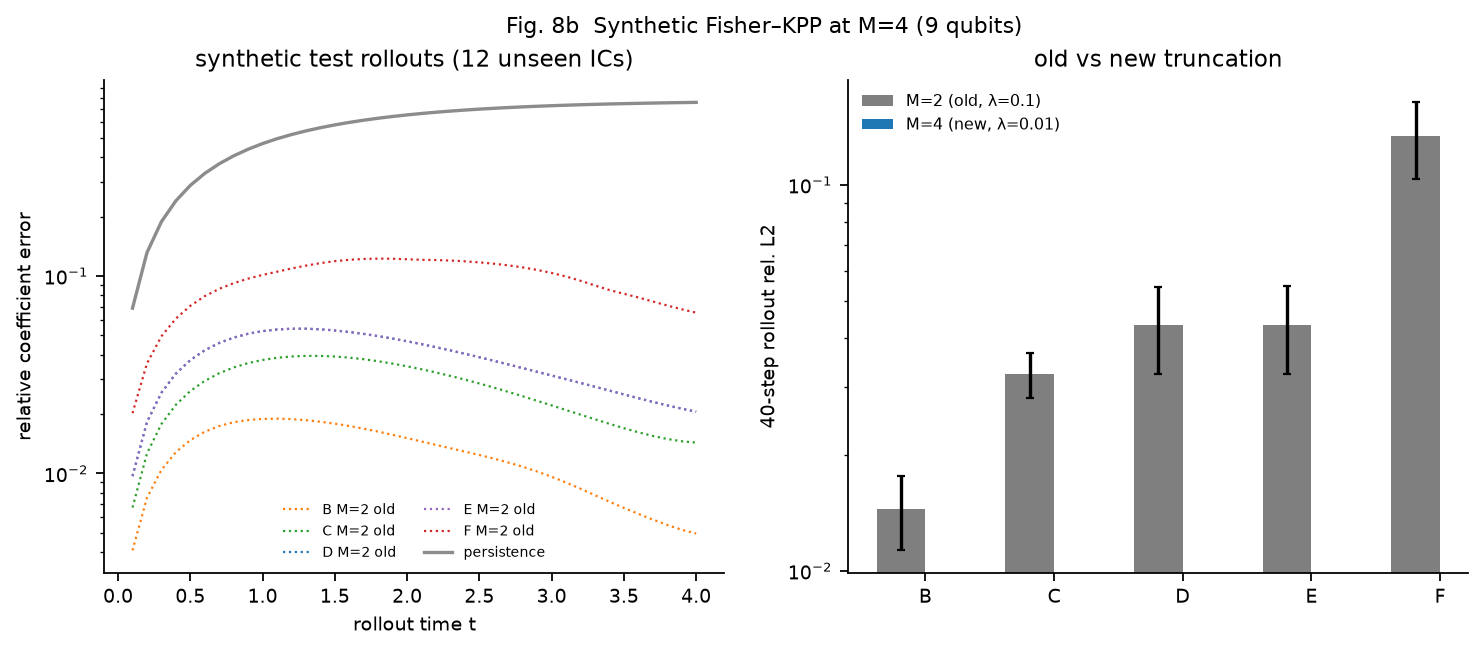 Fig. 8b  Synthetic Fisher–KPP at M=4 (9 qubits)
synthetic test rollouts (12 unseen ICs)
relative coefficient error
10⁻¹
10⁻²
B M=2 old
C M=2 old
D M=2 old
E M=2 old
F M=2 old
persistence
0.0 0.5 1.0 1.5 2.0 2.5 3.0 3.5 4.0
rollout time t
old vs new truncation
M=2 (old, λ=0.1)
M=4 (new, λ=0.01)
40-step rollout rel. L2
10⁻¹
10⁻²
B C D E F